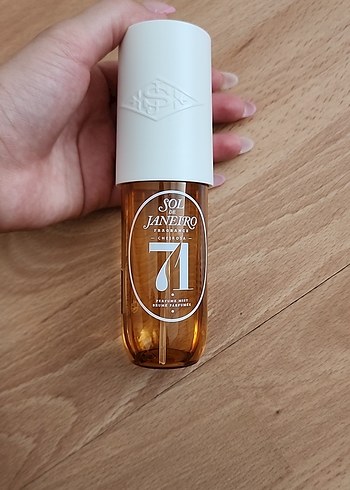 SOL
DE
JANEIRO
FRAGRANCE
CHEIROSA
71
PERFUME MIST
BRUME PARFUMÉE